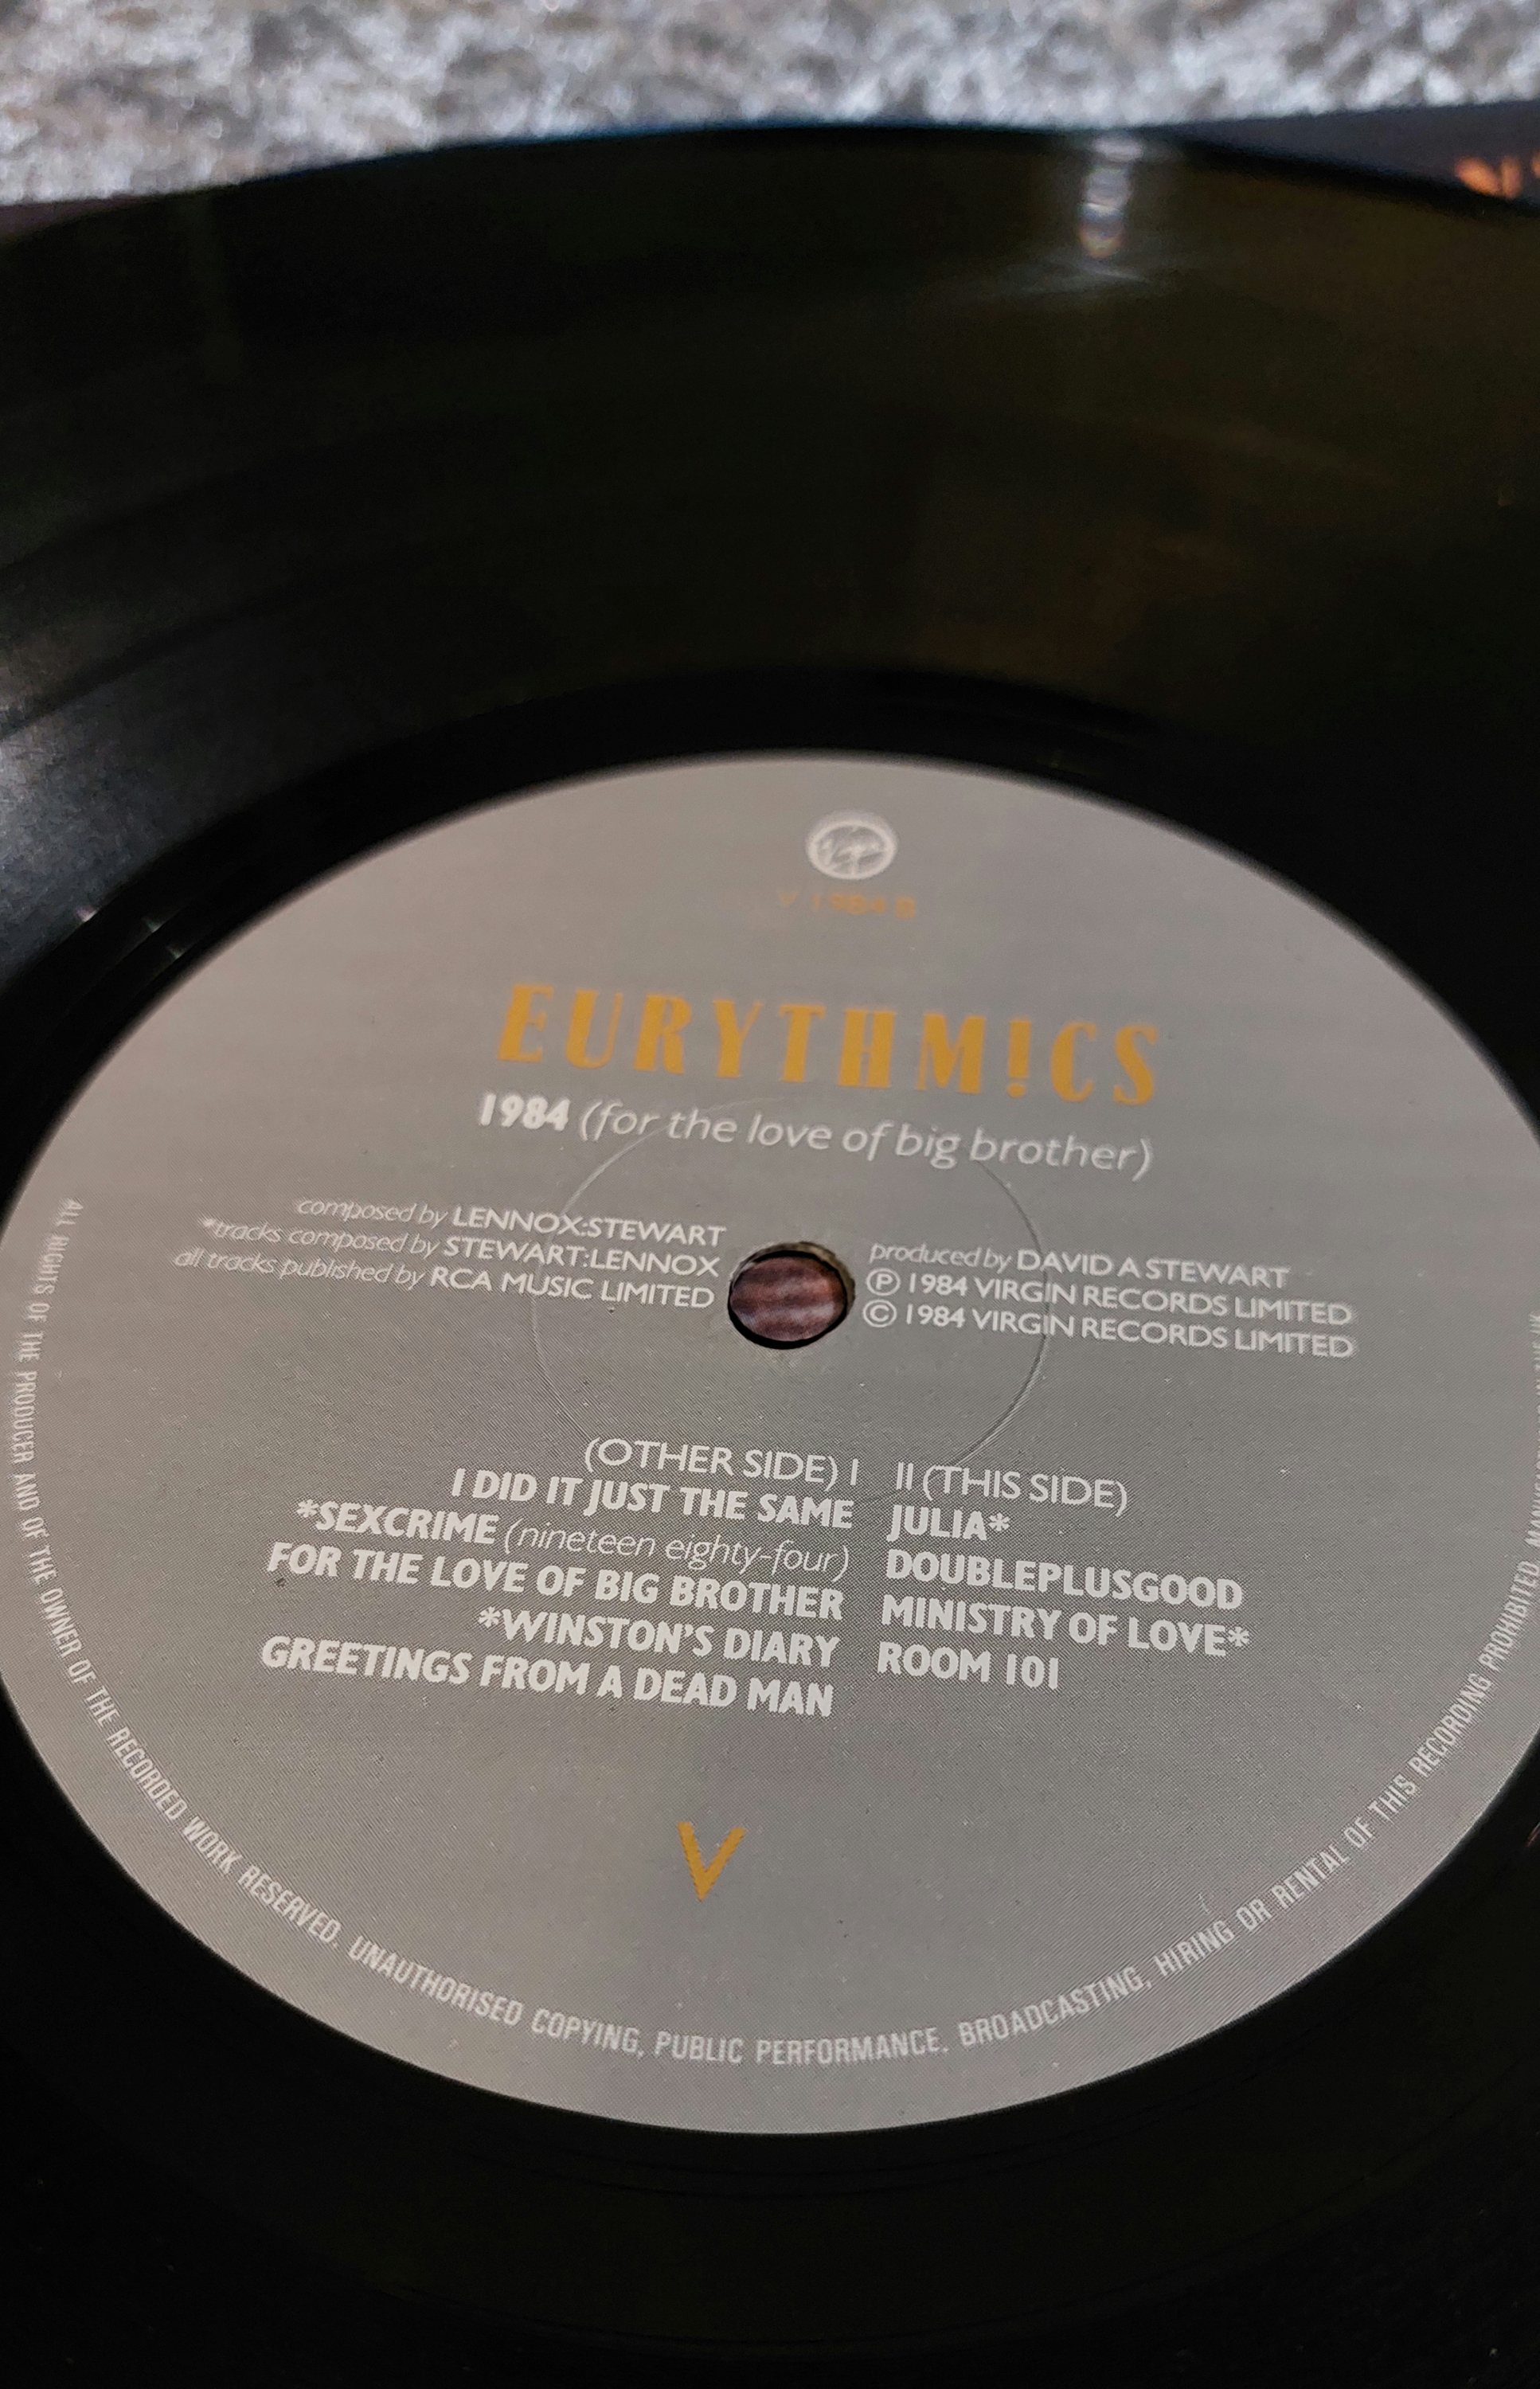 Virgin
V 1984 B
EURYTHM!CS
1984 (for the love of big brother)
composed by LENNOX:STEWART
*tracks composed by STEWART:LENNOX
all tracks published by RCA MUSIC LIMITED
produced by DAVID A STEWART
Ⓟ 1984 VIRGIN RECORDS LIMITED
© 1984 VIRGIN RECORDS LIMITED
(OTHER SIDE) I
I DID IT JUST THE SAME
*SEXCRIME (nineteen eighty-four)
FOR THE LOVE OF BIG BROTHER
*WINSTON'S DIARY
GREETINGS FROM A DEAD MAN
II (THIS SIDE)
JULIA*
DOUBLEPLUSGOOD
MINISTRY OF LOVE*
ROOM 101
V
ALL RIGHTS OF THE PRODUCER AND OF THE OWNER OF THE RECORDED WORK RESERVED. UNAUTHORISED COPYING, PUBLIC PERFORMANCE, BROADCASTING, HIRING OR RENTAL OF THIS RECORDING PROHIBITED.